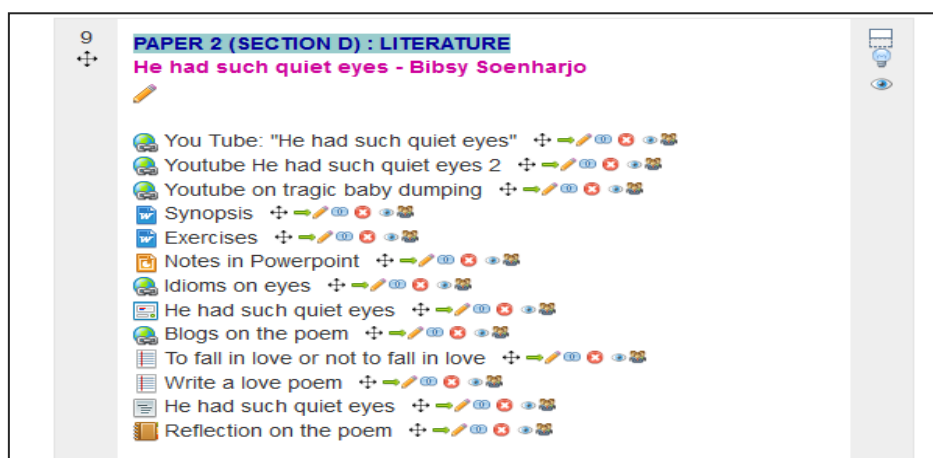 9
PAPER 2 (SECTION D) : LITERATURE
He had such quiet eyes - Bibsy Soenharjo
You Tube: "He had such quiet eyes"
Youtube He had such quiet eyes 2
Youtube on tragic baby dumping
Synopsis
Exercises
Notes in Powerpoint
Idioms on eyes
He had such quiet eyes
Blogs on the poem
To fall in love or not to fall in love
Write a love poem
He had such quiet eyes
Reflection on the poem